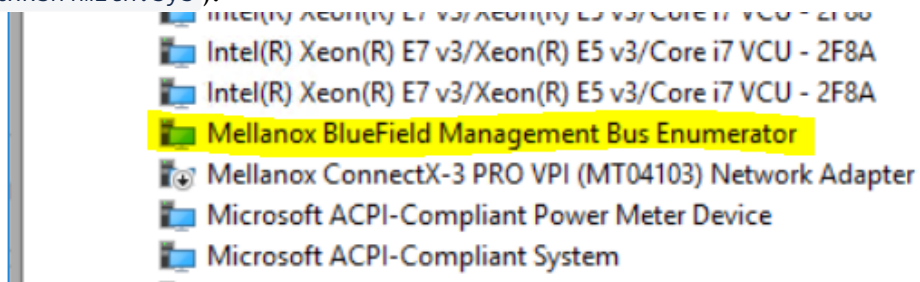 Intel(R) Xeon(R) E7 v3/Xeon(R) E5 v3/Core i7 VCU - 2F8A
Intel(R) Xeon(R) E7 v3/Xeon(R) E5 v3/Core i7 VCU - 2F8A
Mellanox BlueField Management Bus Enumerator
Mellanox ConnectX-3 PRO VPI (MT04103) Network Adapter
Microsoft ACPI-Compliant Power Meter Device
Microsoft ACPI-Compliant System